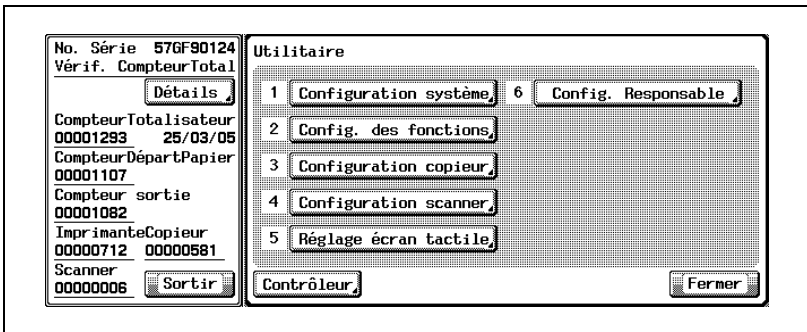 No. Série 576F90124
Vérif. CompteurTotal
Détails
CompteurTotalisateur
00001293 25/03/05
CompteurDépartPapier
00001107
Compteur sortie
00001082
ImprimanteCopieur
00000712 00000581
Scanner
00000006 Sortir
Utilitaire
1 Configuration système
6 Config. Responsable
2 Config. des fonctions
3 Configuration copieur
4 Configuration scanner
5 Réglage écran tactile
Contrôleur
Fermer